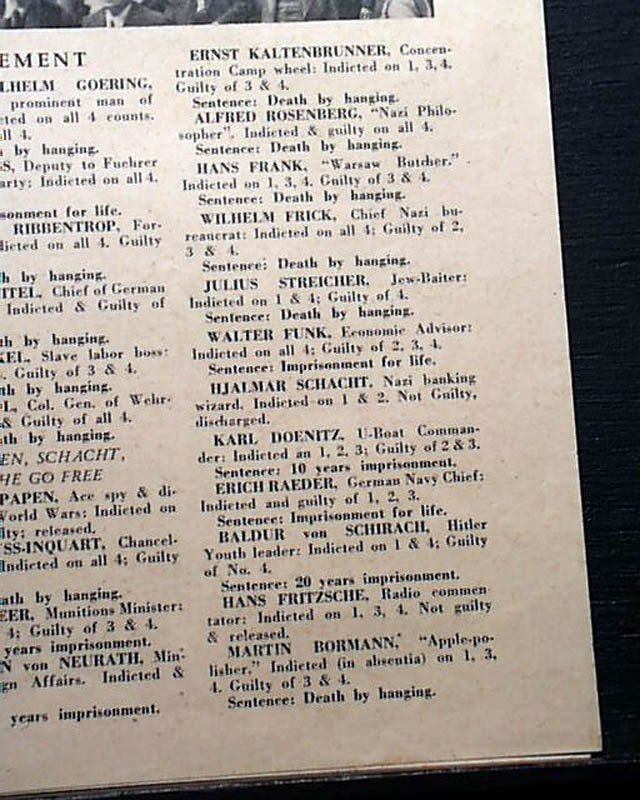 EMENT
LHELM GOERING,
prominent man of
cted on all 4 counts.
all 4.
by hanging.
SS, Deputy to Fuehrer
arty; Indicted on all 4.
sonment for life.
RIBBENTROP, For-
dicted on all 4. Guilty
h by hanging.
ITEL, Chief of German
Indicted & Guilty of
th by hanging.
KEL, Slave labor boss:
. Guilty of 3 & 4.
th by hanging.
L, Col. Gen. of Wehr-
& Guilty of all 4.
th by hanging.
EN, SCHACHT,
HE GO FREE
PAPEN, Ace spy & di-
World Wars: Indicted on
lty; released.
SS-INQUART, Chancel-
Indicted on all 4; Guilty
ath by hanging.
EER, Munitions Minister:
4; Guilty of 3 & 4.
years imprisonment.
N von NEURATH, Min-
gn Affairs. Indicted &
years imprisonment.
ERNST KALTENBRUNNER, Concen-
tration Camp wheel: Indicted on 1, 3, 4.
Guilty of 3 & 4.
Sentence: Death by hanging.
ALFRED ROSENBERG, "Nazi Philo-
sopher". Indicted & guilty on all 4.
Sentence: Death by hanging.
HANS FRANK, "Warsaw Butcher."
Indicted on 1, 3, 4. Guilty of 3 & 4.
Sentence: Death by hanging.
WILHELM FRICK, Chief Nazi bu-
reaucrat: Indicted on all 4; Guilty of 2,
3 & 4.
Sentence: Death by hanging.
JULIUS STREICHER, Jew-Baiter:
Indicted on 1 & 4; Guilty of 4.
Sentence: Death by hanging.
WALTER FUNK, Economic Advisor:
Indicted on all 4; Guilty of 2, 3, 4.
Sentence: Imprisonment for life.
HJALMAR SCHACHT, Nazi banking
wizard. Indicted on 1 & 2. Not Guilty,
discharged.
KARL DOENITZ, U-Boat Comman-
der: Indicted an 1, 2, 3; Guilty of 2 & 3.
Sentence: 10 years imprisonment.
ERICH RAEDER, German Navy Chief:
Indicted and guilty of 1, 2, 3.
Sentence: Imprisonment for life.
BALDUR von SCHIRACH, Hitler
Youth leader: Indicted on 1 & 4; Guilty
of No. 4.
Sentence: 20 years imprisonment.
HANS FRITZSCHE, Radio commen
tator: Indicted on 1, 3, 4. Not guilty
& released.
MARTIN BORMANN, "Apple-po-
lisher." Indicted (in absentia) on 1, 3,
4. Guilty of 3 & 4.
Sentence: Death by hanging.